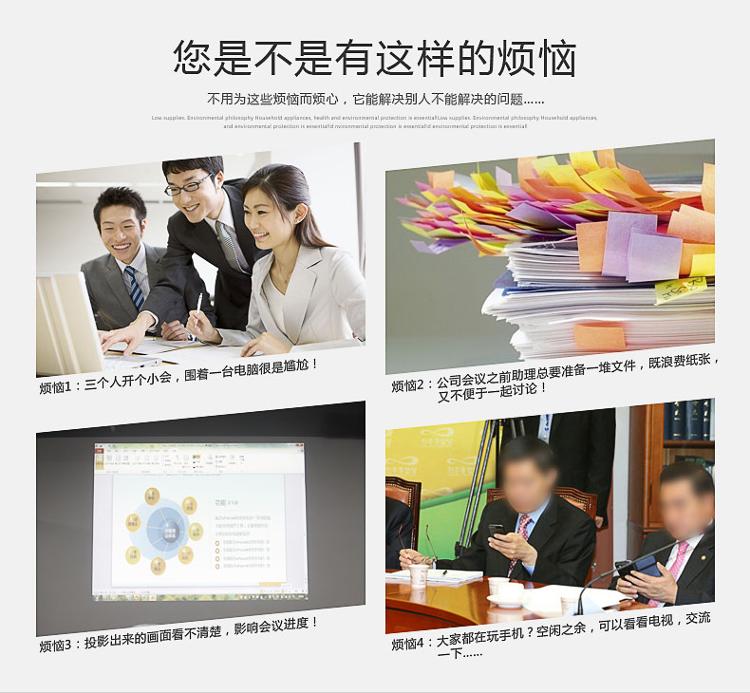 您是不是有这样的烦恼
不用为这些烦恼而烦心，它能解决别人不能解决的问题......
Low supplies. Environmental philosophy Household appliances, health and environmental protection is essential!Low supplies. Environmental philosophy Household appliances,
and environmental protection is essential!d nvironmental protection is essential!d environmental protection is essential!
烦恼1：三个人开个小会，围着一台电脑很是尴尬！
烦恼2：公司会议之前助理总要准备一堆文件，既浪费纸张，
又不便于一起讨论！
功能
烦恼3：投影出来的画面看不清楚，影响会议进度！
烦恼4：大家都在玩手机？空闲之余，可以看看电视，交流
一下......